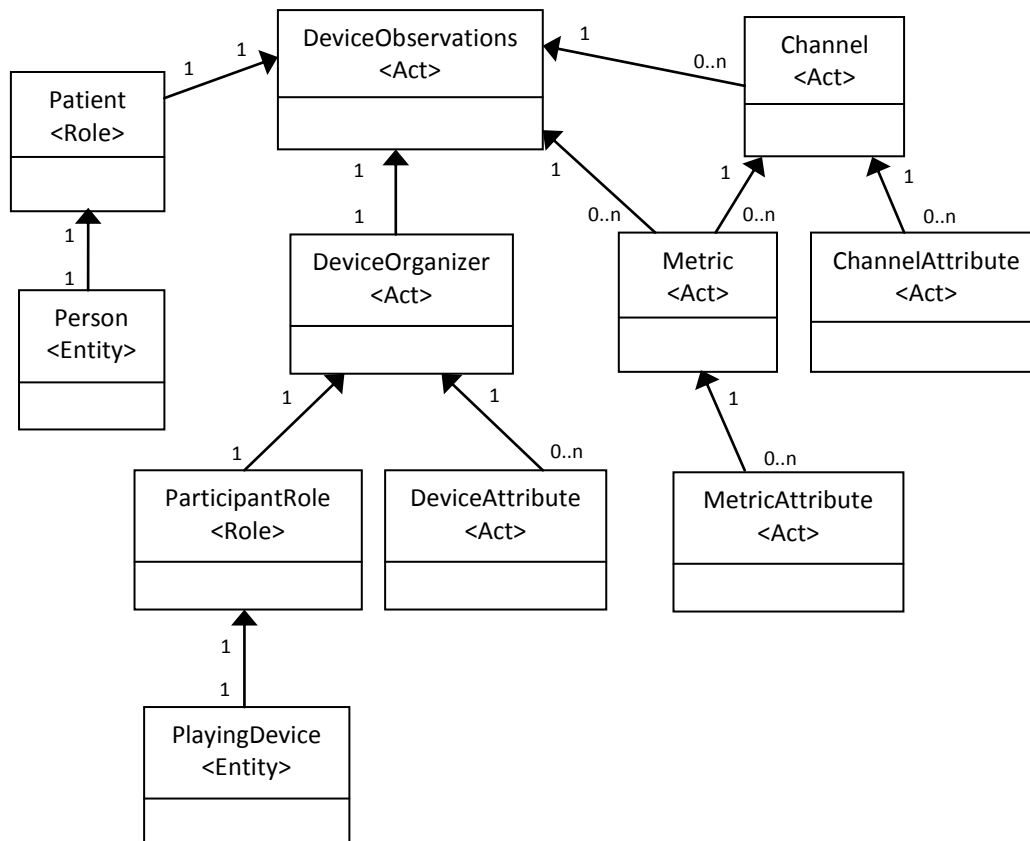 DeviceObservations
<Act>
Channel
<Act>
1
1
1
0..n
Patient
<Role>
1
1
1
1
0..n
0..n
0..n
1
1
1
DeviceOrganizer
<Act>
Metric
<Act>
ChannelAttribute
<Act>
Person
<Entity>
1
1
1
1
0..n
0..n
ParticipantRole
<Role>
DeviceAttribute
<Act>
MetricAttribute
<Act>
1
1
PlayingDevice
<Entity>